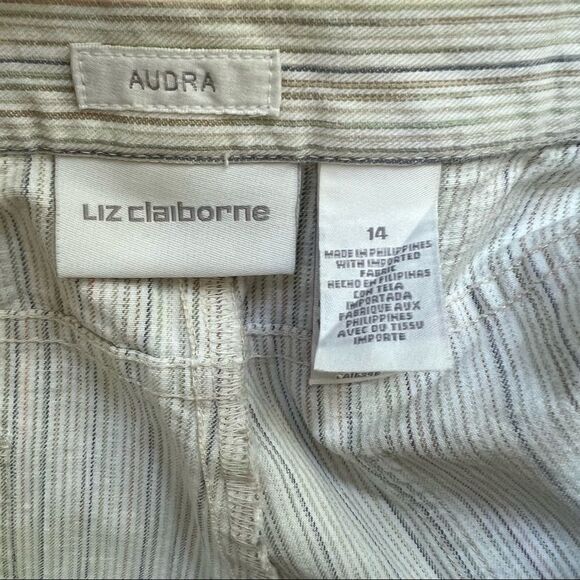 AUDRA
LIZ claiborne
14
MADE IN PHILIPPINES
WITH IMPORTED
FABRIC
HECHO EN FILIPINAS
CON TELA
IMPORTADA
FABRIQUE AUX
PHILIPPINES
AVEC DU TISSU
IMPORTE